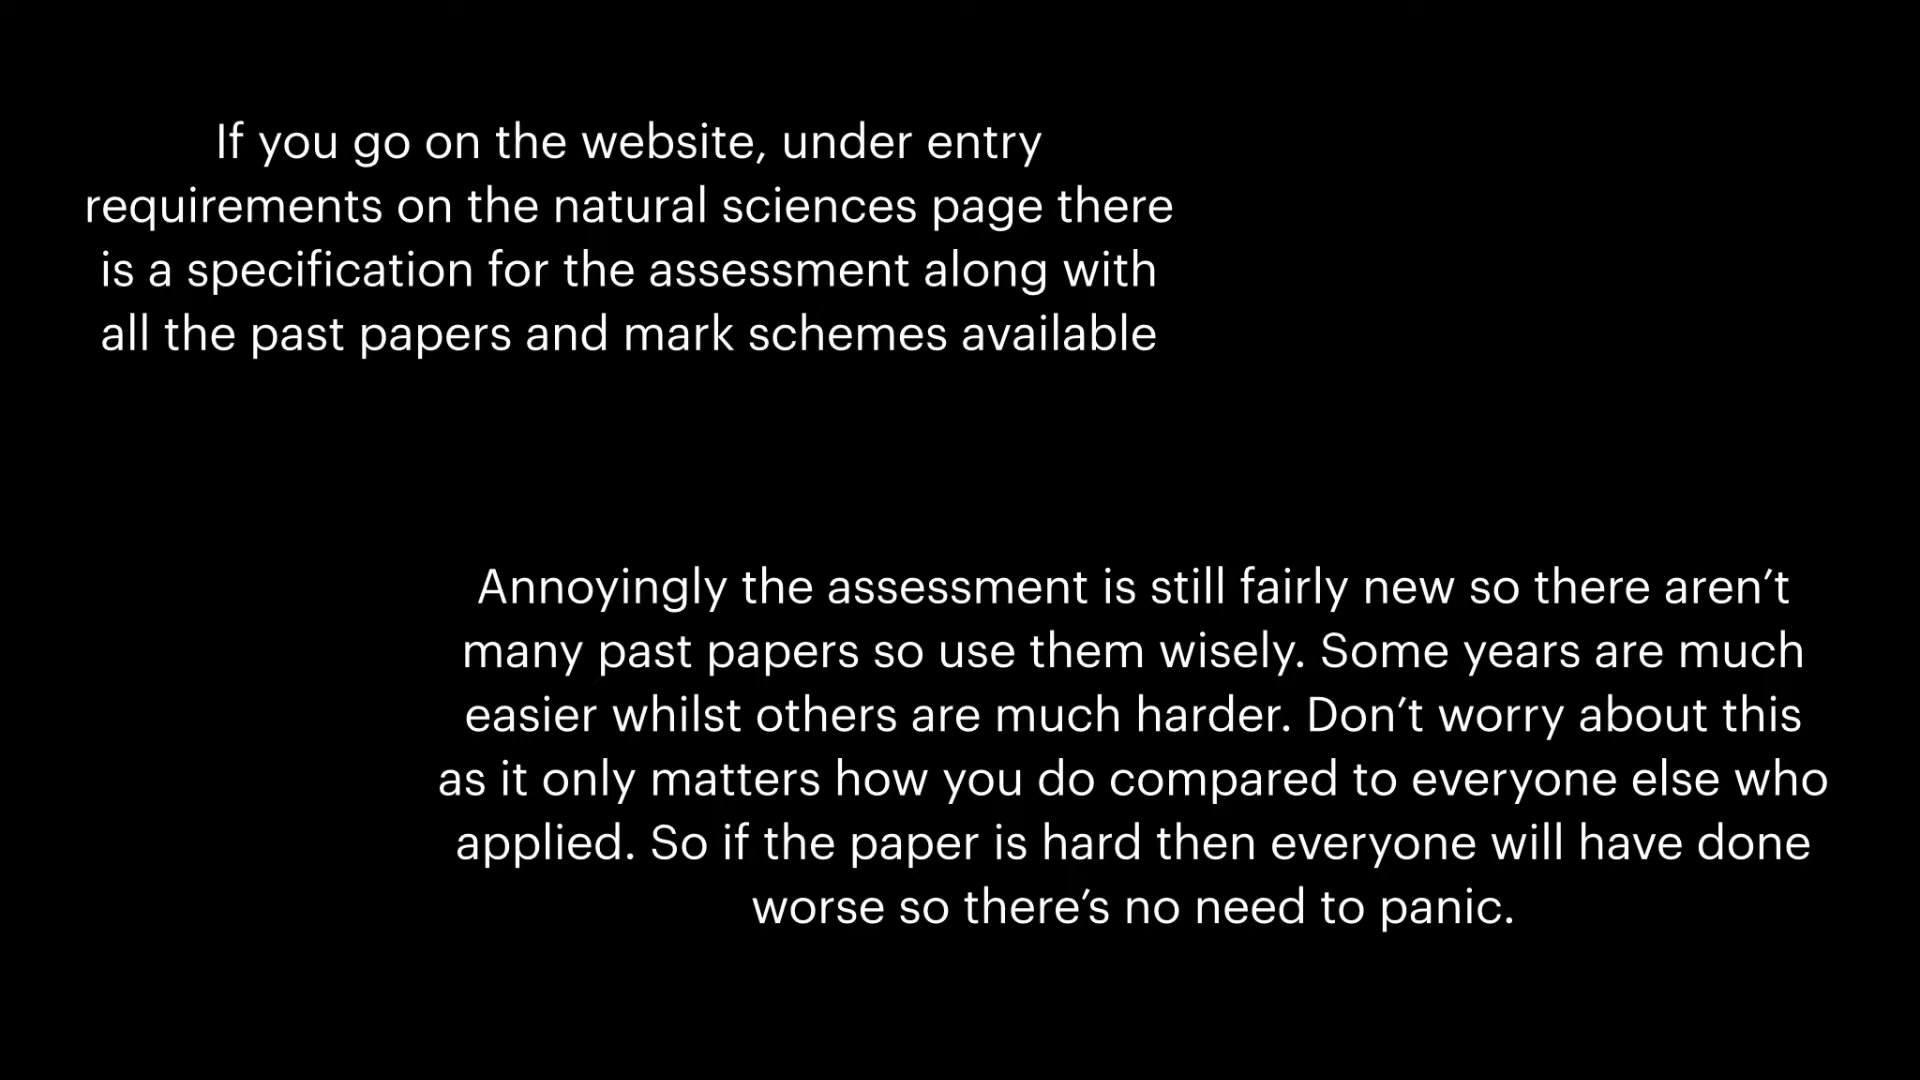 If you go on the website, under entry
requirements on the natural sciences page there
is a specification for the assessment along with
all the past papers and mark schemes available
Annoyingly the assessment is still fairly new so there aren’t
many past papers so use them wisely. Some years are much
easier whilst others are much harder. Don’t worry about this
as it only matters how you do compared to everyone else who
applied. So if the paper is hard then everyone will have done
worse so there’s no need to panic.